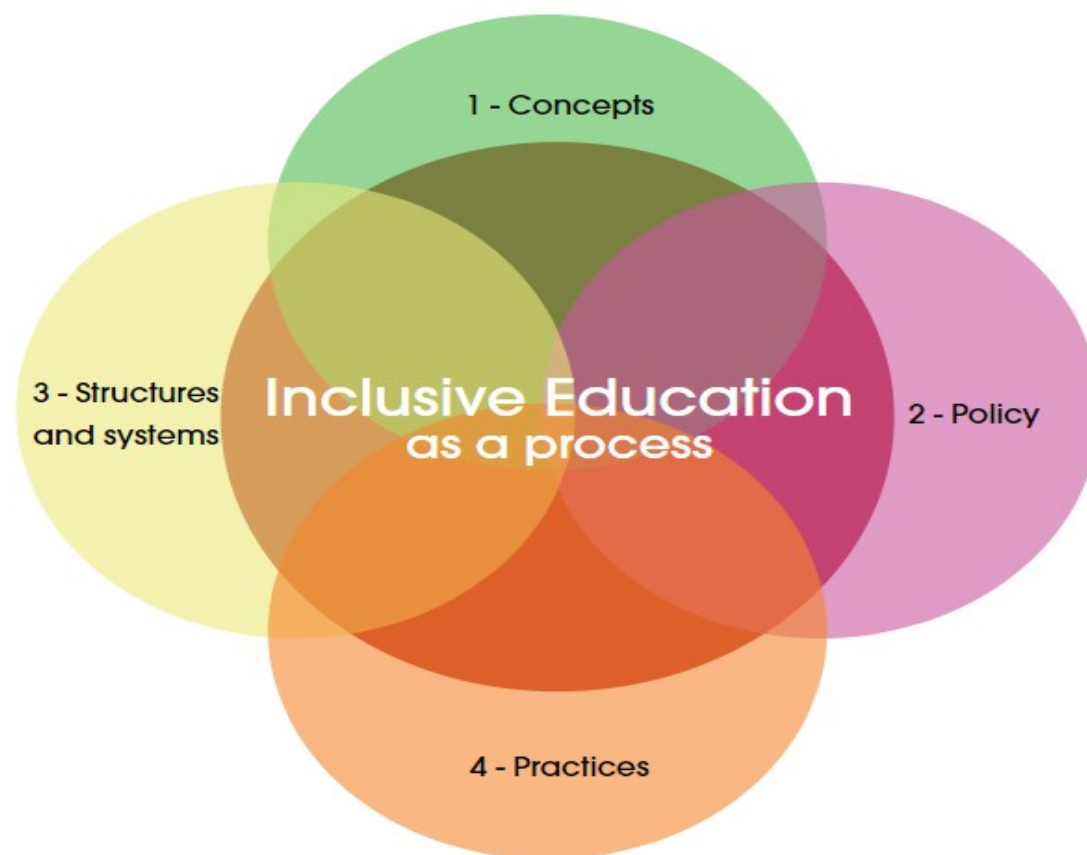 1 - Concepts
3 - Structures
and systems
Inclusive Education
as a process
2 - Policy
4 - Practices